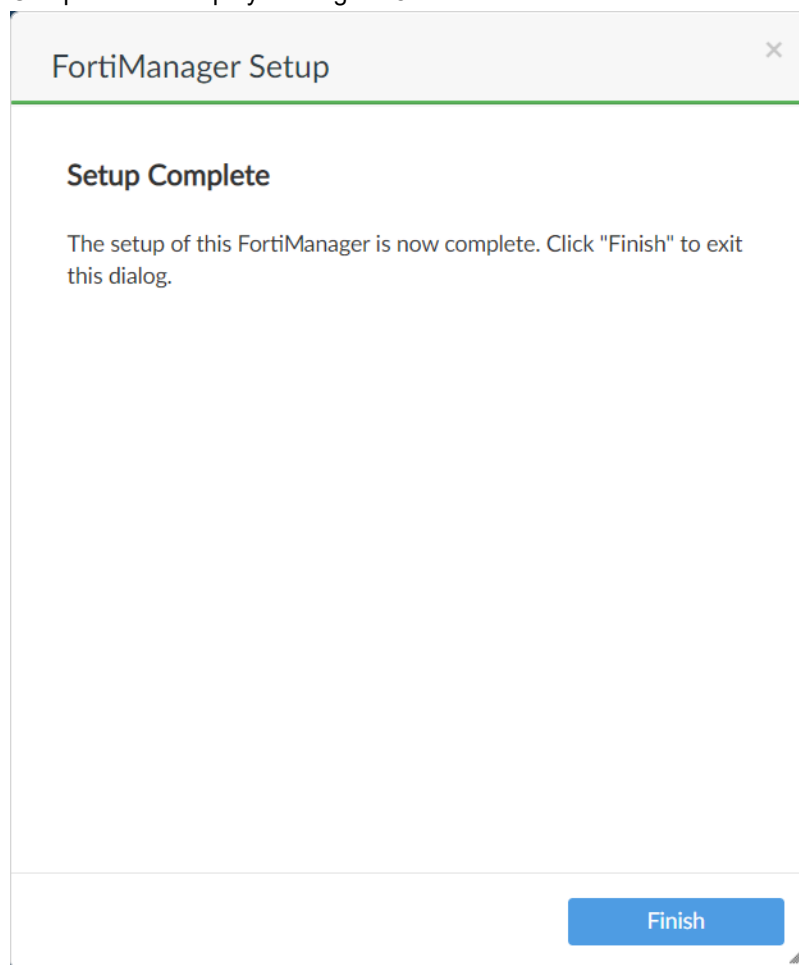 FortiManager Setup
×
Setup Complete
The setup of this FortiManager is now complete. Click "Finish" to exit
this dialog.
Finish